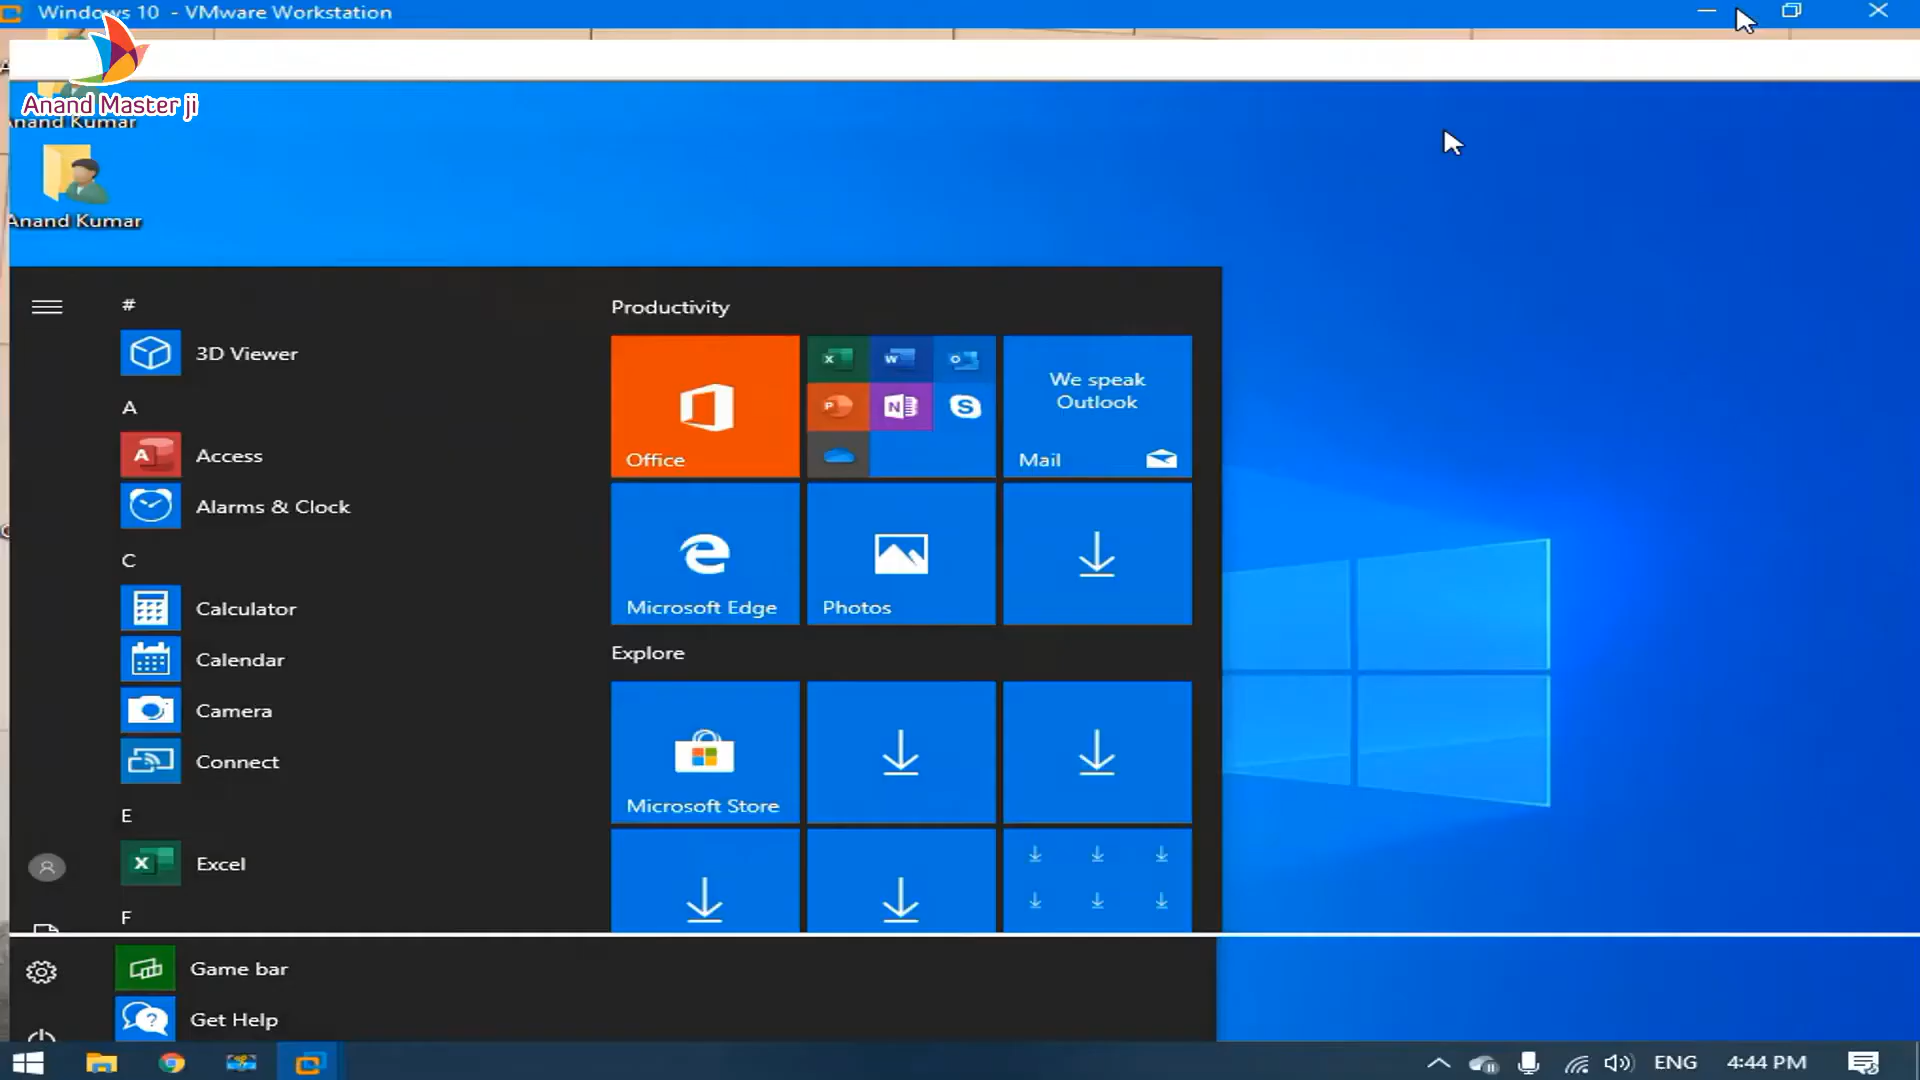 Windows 10 - VMware Workstation
Anand Master ji
Anand Kumar
Anand Kumar
#
3D Viewer
A
Access
Alarms & Clock
C
Calculator
Calendar
Camera
Connect
E
Excel
F
Game bar
Get Help
Productivity
Office
We speak
Outlook
Mail
Microsoft Edge
Photos
Explore
Microsoft Store
ENG
4:44 PM